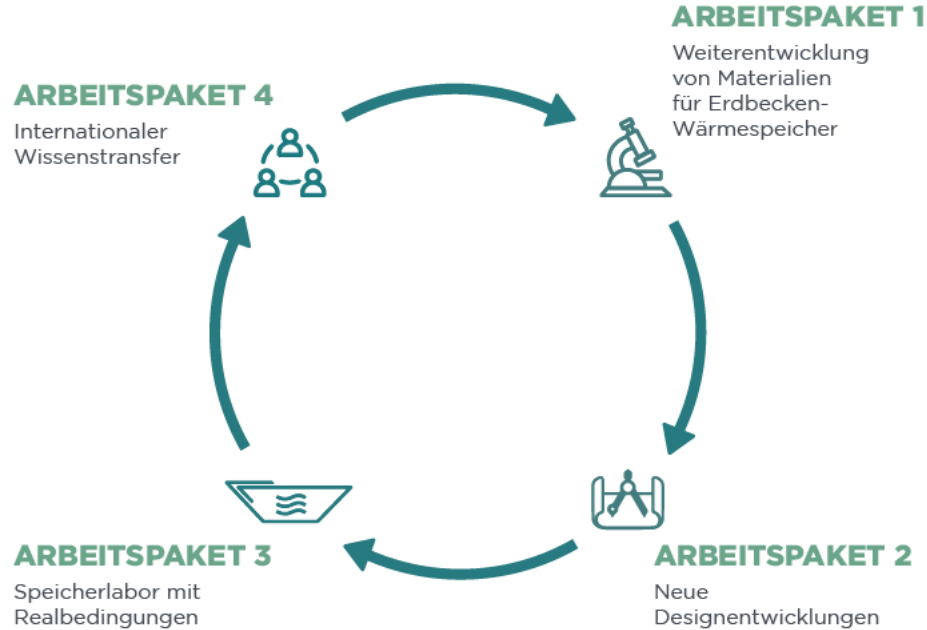 ARBEITSPAKET 1
Weiterentwicklung
von Materialien
für Erdbecken-
Wärmespeicher
ARBEITSPAKET 2
Neue
Designentwicklungen
ARBEITSPAKET 3
Speicherlabor mit
Realbedingungen
ARBEITSPAKET 4
Internationaler
Wissenstransfer